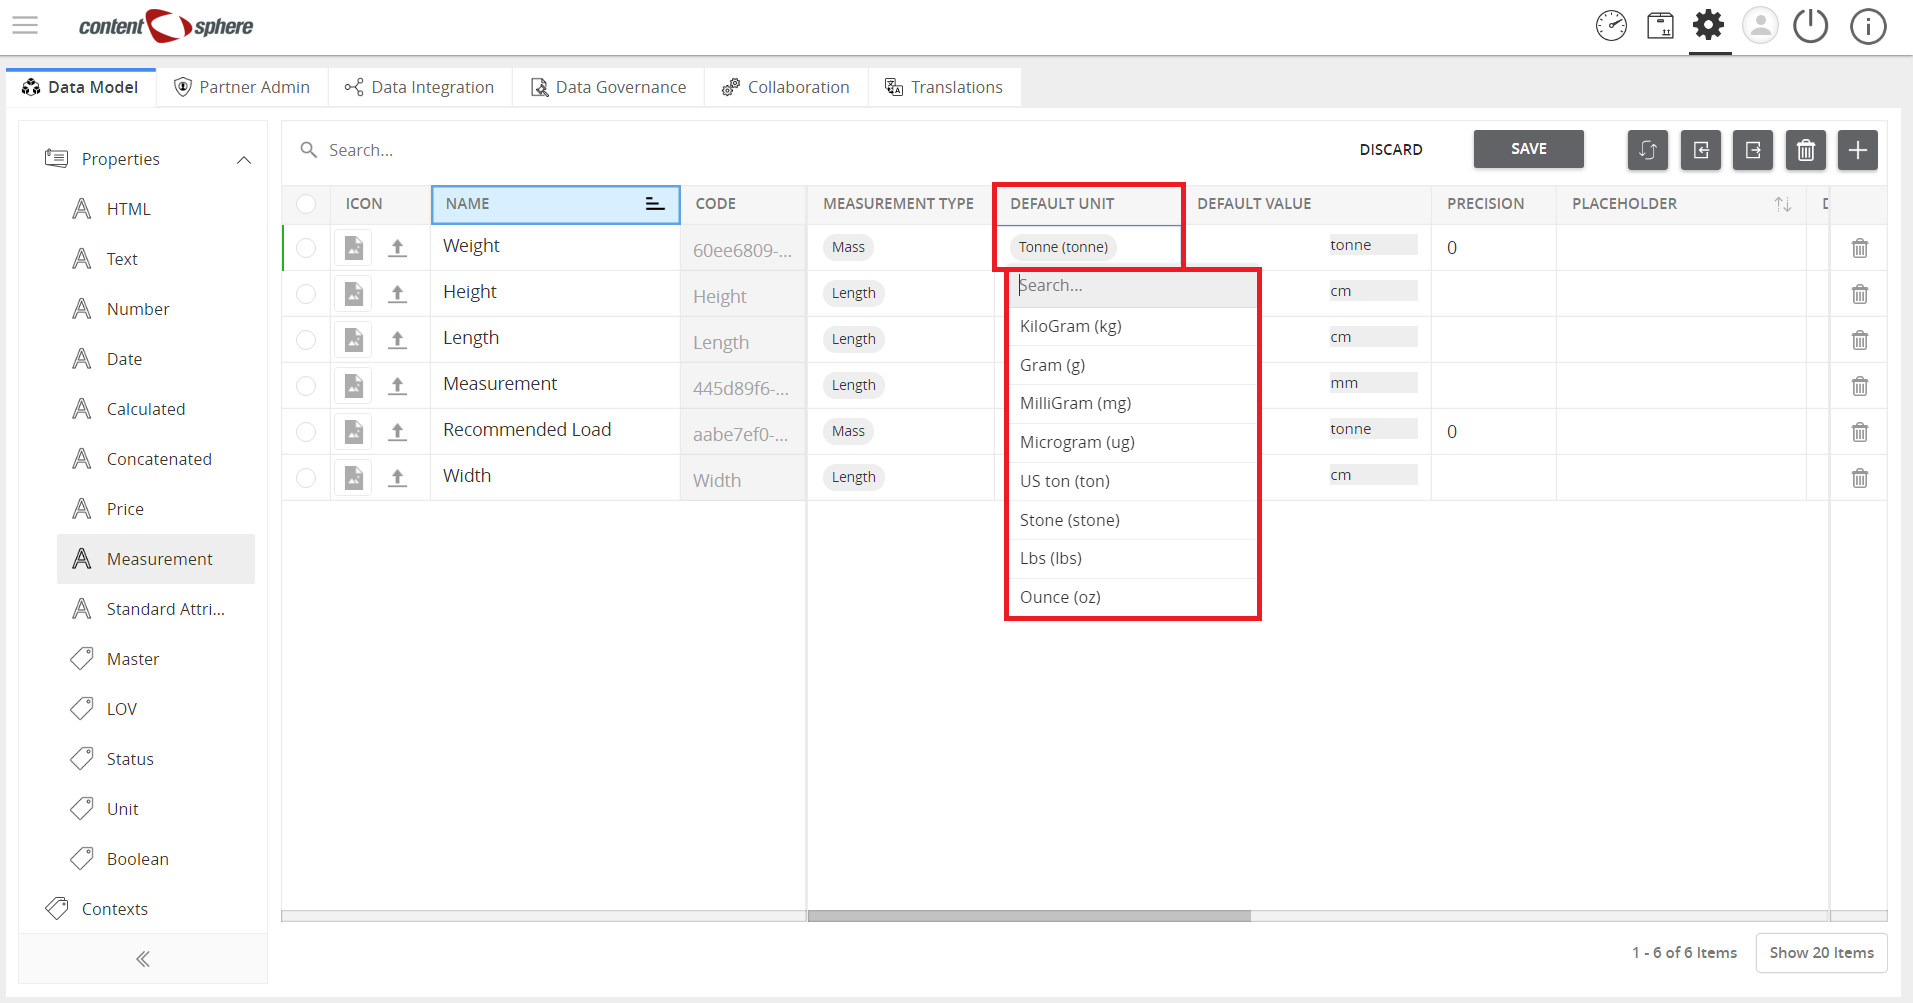 content sphere
Data Model Partner Admin Data Integration Data Governance Collaboration Translations
Properties
HTML
Text
Number
Date
Calculated
Concatenated
Price
Measurement
Standard Attri...
Master
LOV
Status
Unit
Boolean
Contexts
Search... DISCARD SAVE
ICON NAME CODE MEASUREMENT TYPE DEFAULT UNIT DEFAULT VALUE PRECISION PLACEHOLDER
Weight 60ee6809-... Mass Tonne (tonne) tonne 0
Height Height Length cm
Length Length Length cm
Measurement 445d89f6-... Length mm
Recommended Load aabe7ef0-... Mass tonne 0
Width Width Length cm
Search...
KiloGram (kg)
Gram (g)
MilliGram (mg)
Microgram (ug)
US ton (ton)
Stone (stone)
Lbs (lbs)
Ounce (oz)
1 - 6 of 6 Items Show 20 Items